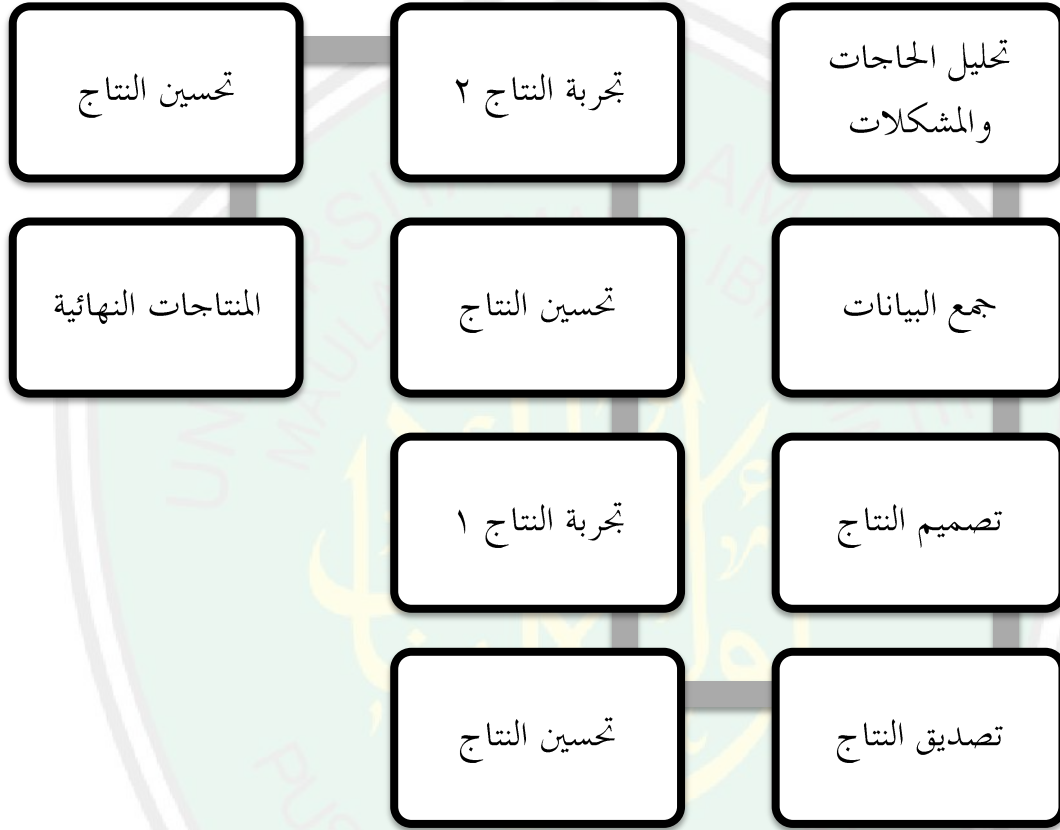 تحليل الحاجات
والمشكلات
جمع البيانات
تصميم النتاج
تصديق النتاج
تحسين النتاج
تجربة النتاج ١
تحسين النتاج
تجربة النتاج ٢
تحسين النتاج
المنتاجات النهائية